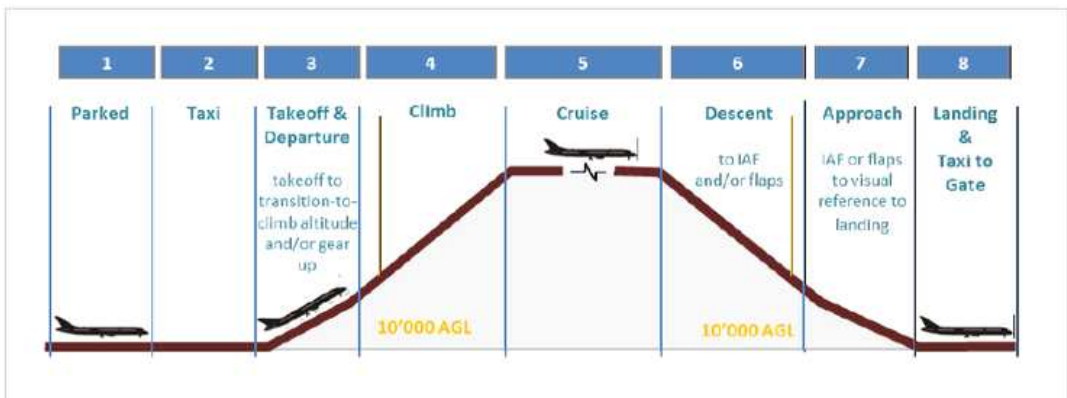 1 2 3 4 5 6 7 8
Parked
Taxi
Takeoff &
Departure
takeoff to
transition-to-
climb altitude
and/or gear
up
Climb
Cruise
Descent
to IAF
and/or flaps
Approach
IAF or flaps
to visual
reference to
landing
Landing
&
Taxi to
Gate
10'000 AGL
10'000 AGL